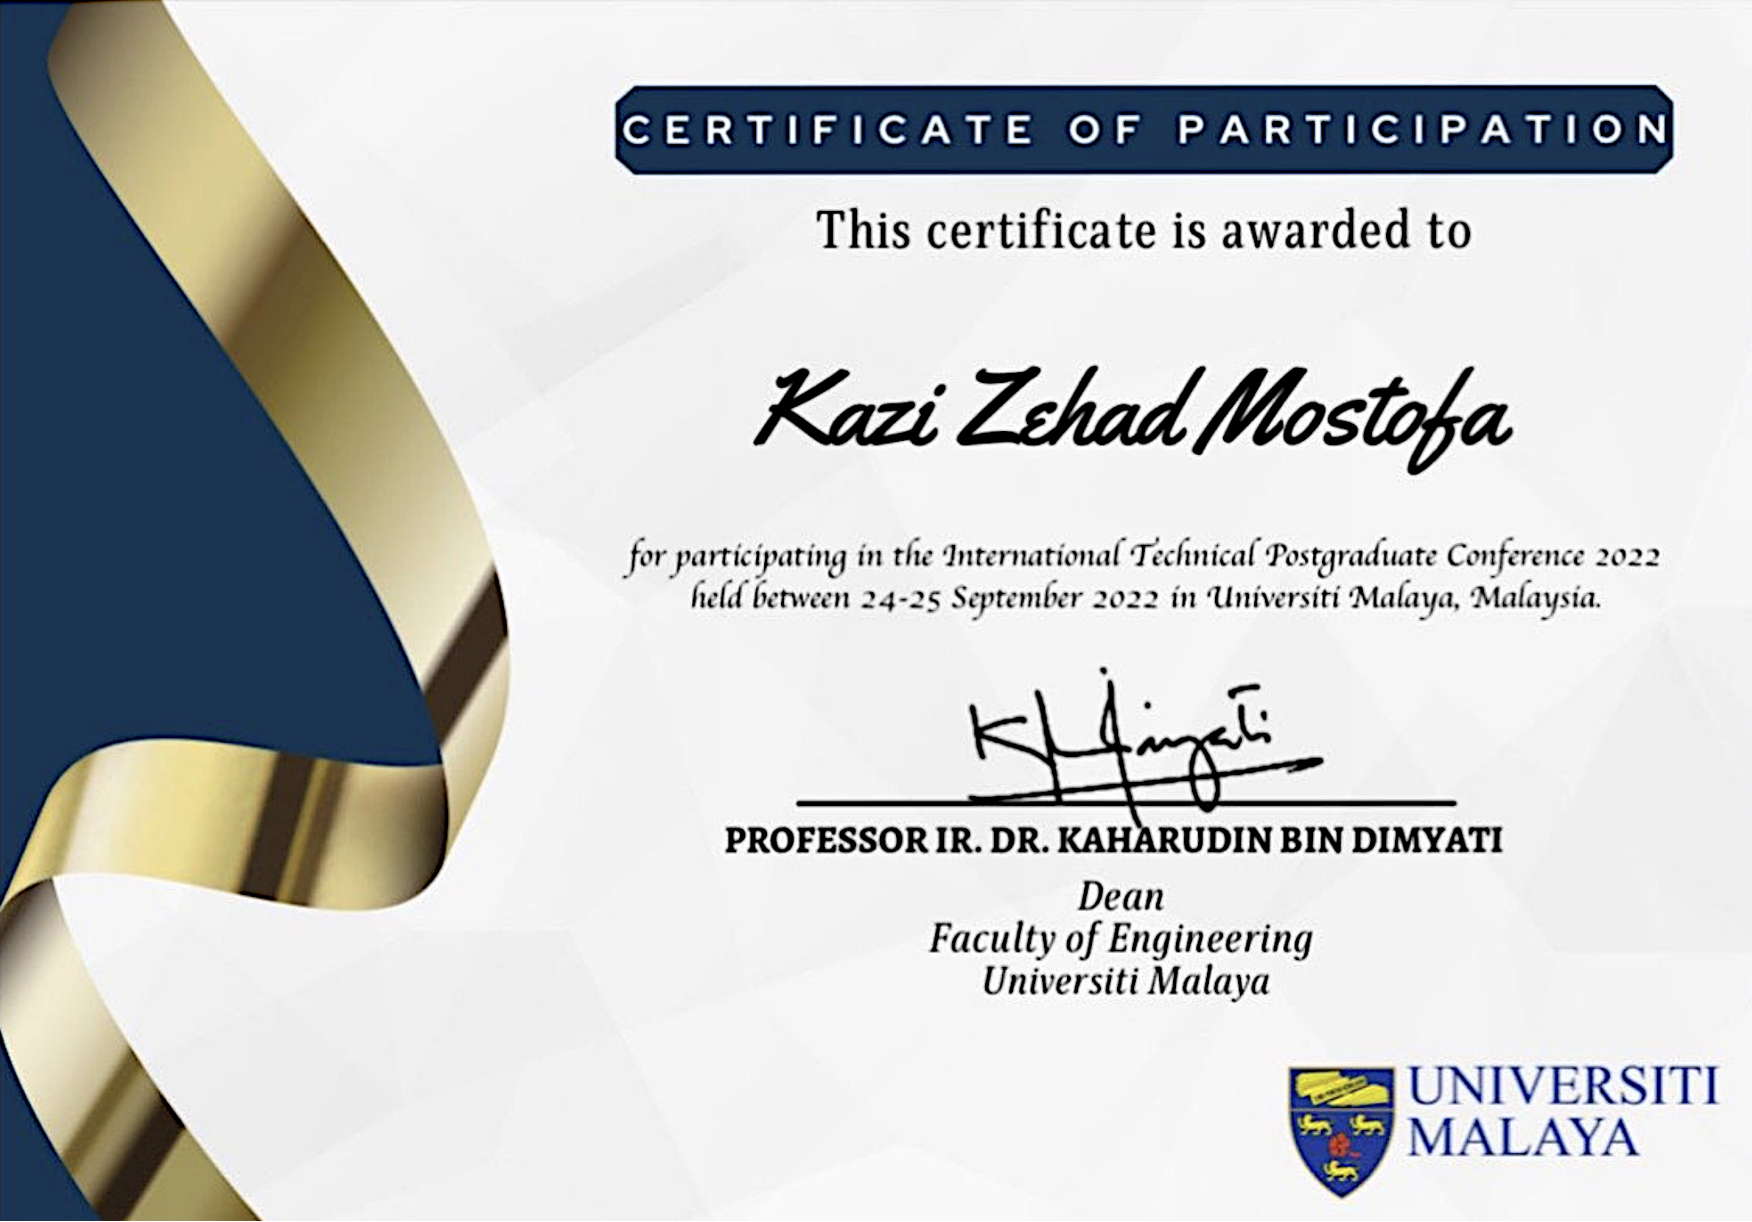 CERTIFICATE OF PARTICIPATION
This certificate is awarded to
Kazi Zehad Mostofa
for participating in the International Technical Postgraduate Conference 2022
held between 24-25 September 2022 in Universiti Malaya, Malaysia.
K H Dimyati
PROFESSOR IR. DR. KAHARUDIN BIN DIMYATI
Dean
Faculty of Engineering
Universiti Malaya
UNIVERSITI
MALAYA